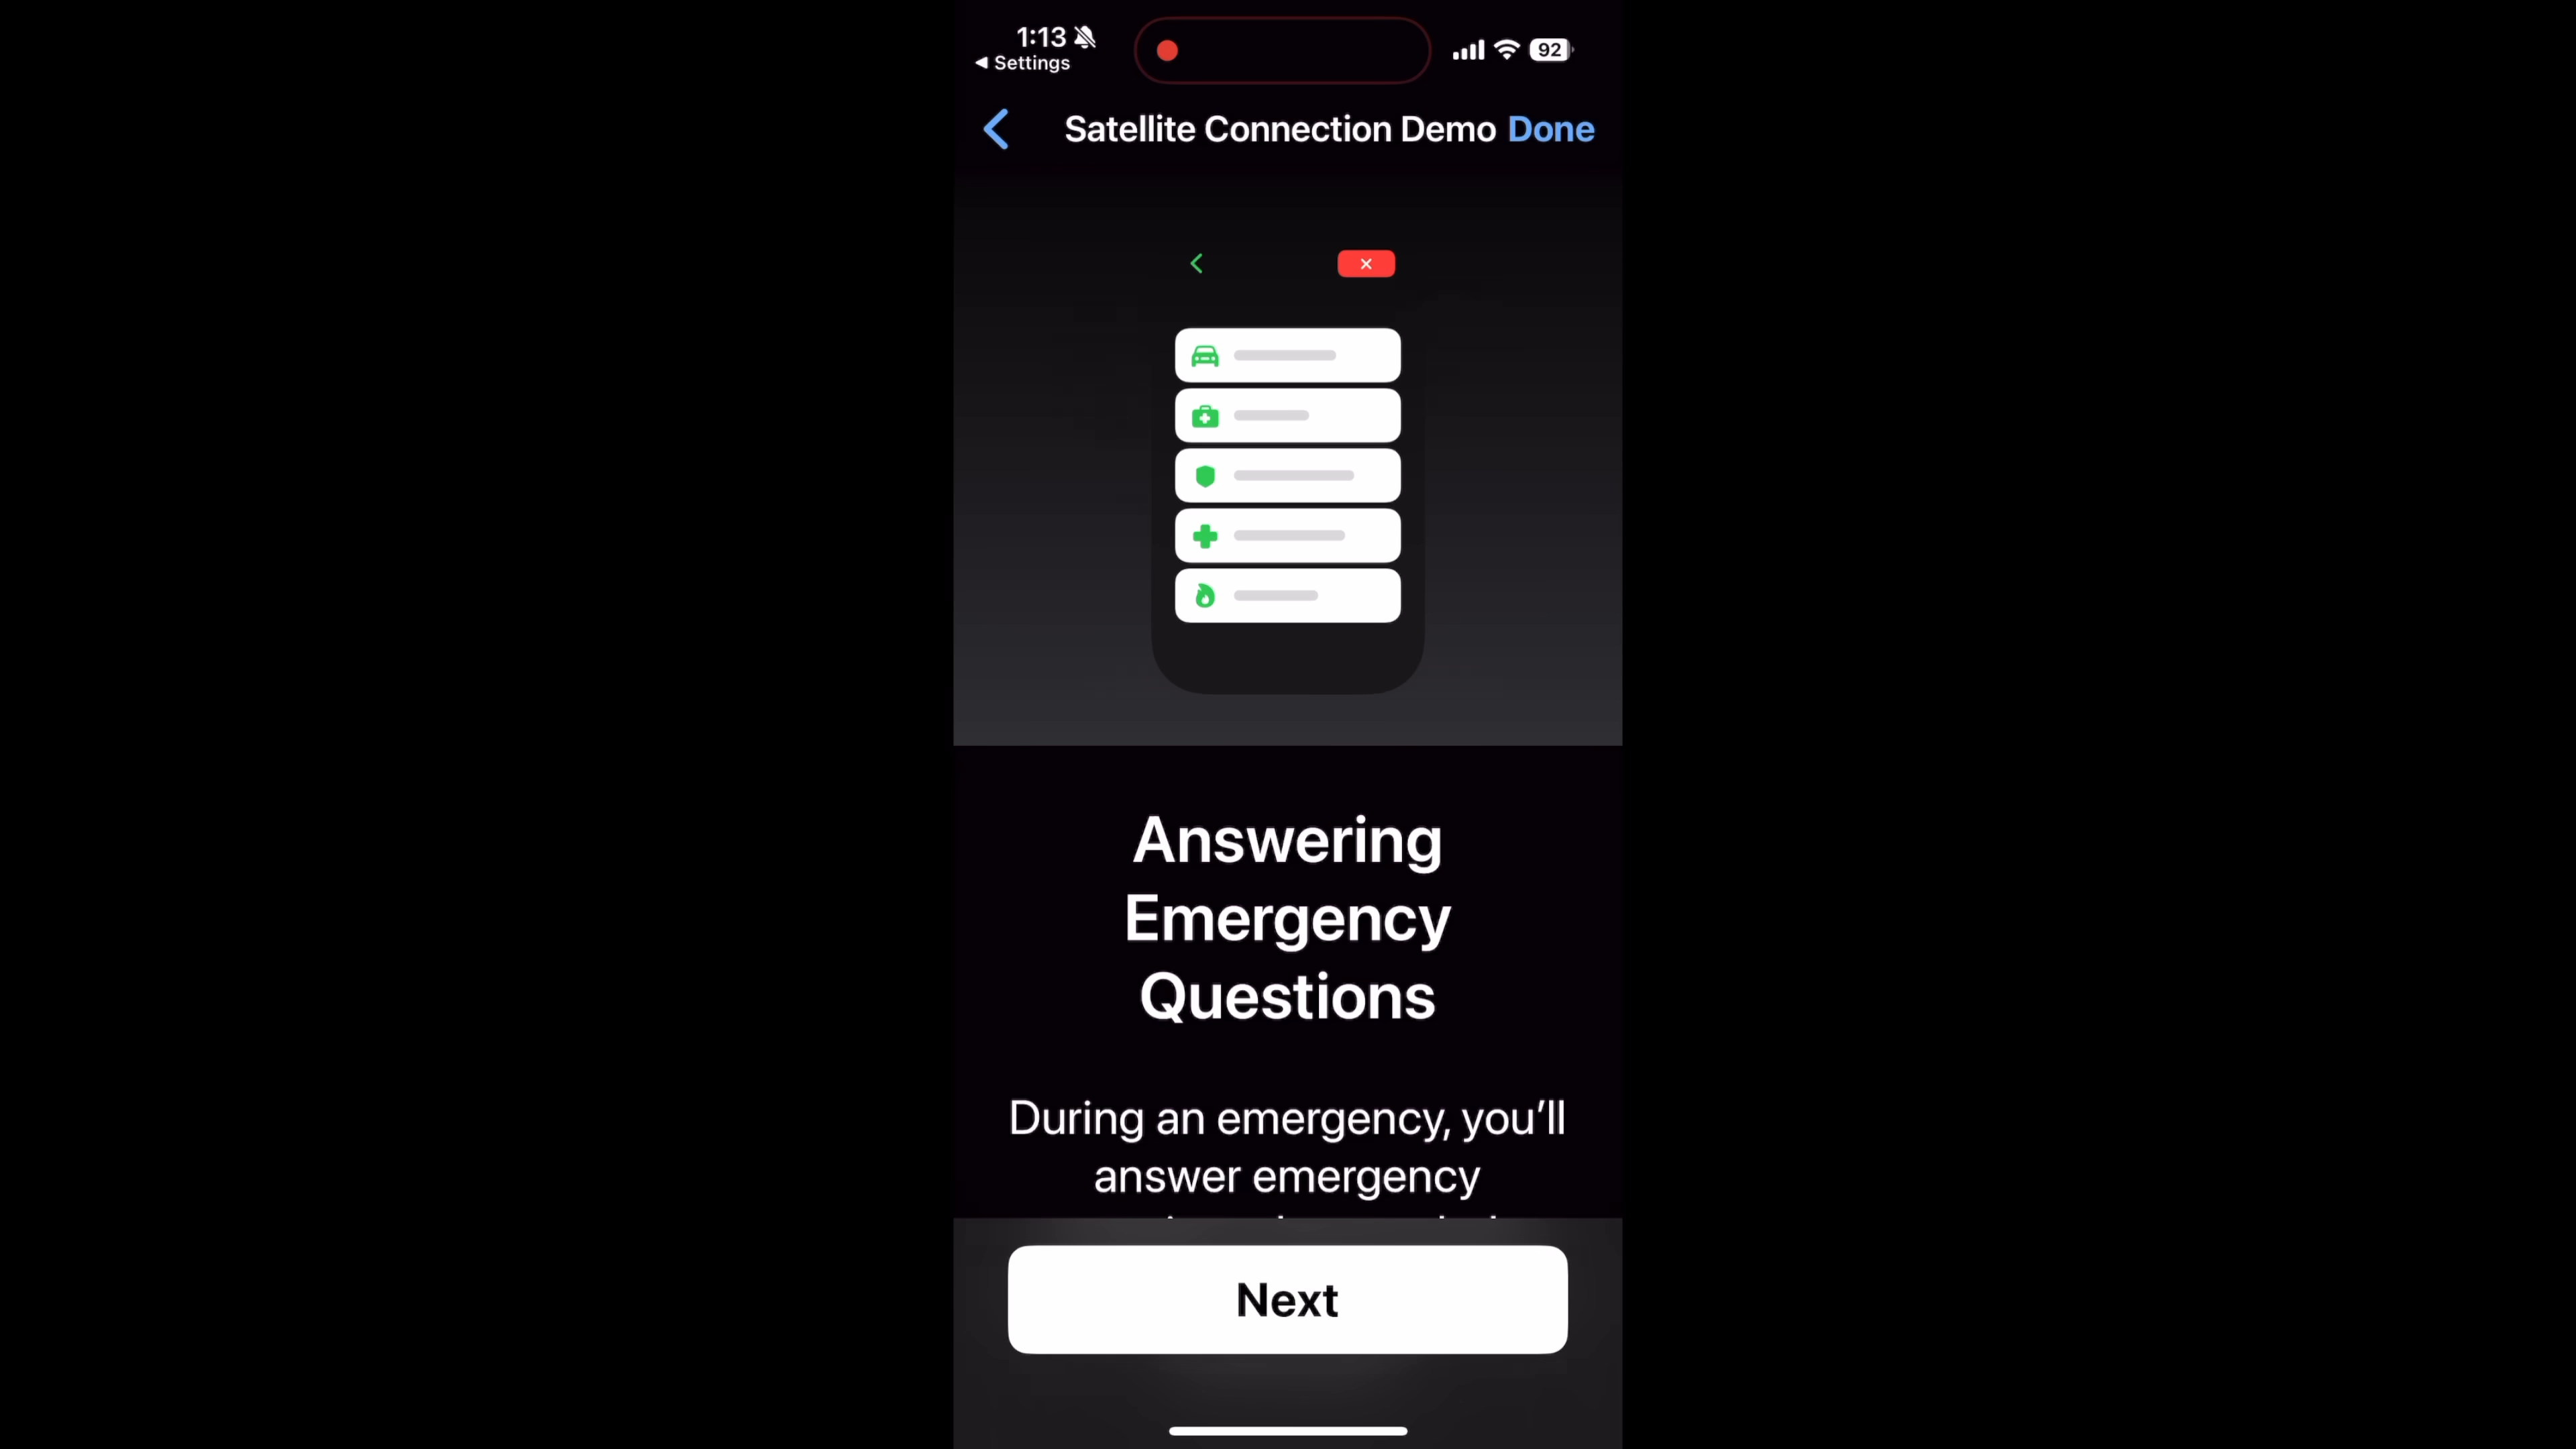 1:13
92
◀ Settings
Satellite Connection Demo
Done
Answering
Emergency
Questions
During an emergency, you’ll
answer emergency
Next